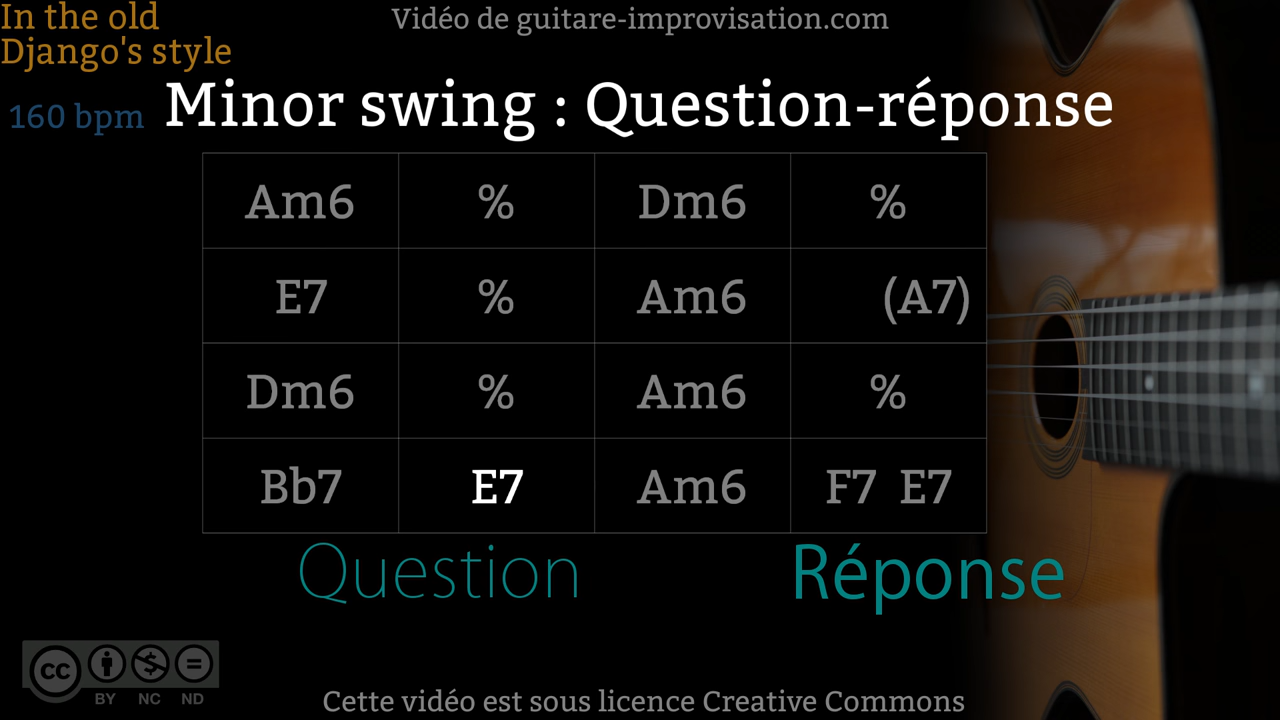 In the old
Django's style
Vidéo de guitare-improvisation.com
160 bpm
Minor swing : Question-réponse
Am6 % Dm6 %
E7 % Am6 (A7)
Dm6 % Am6 %
Bb7 E7 Am6 F7 E7
Question Réponse
cc
BY NC ND
Cette vidéo est sous licence Creative Commons